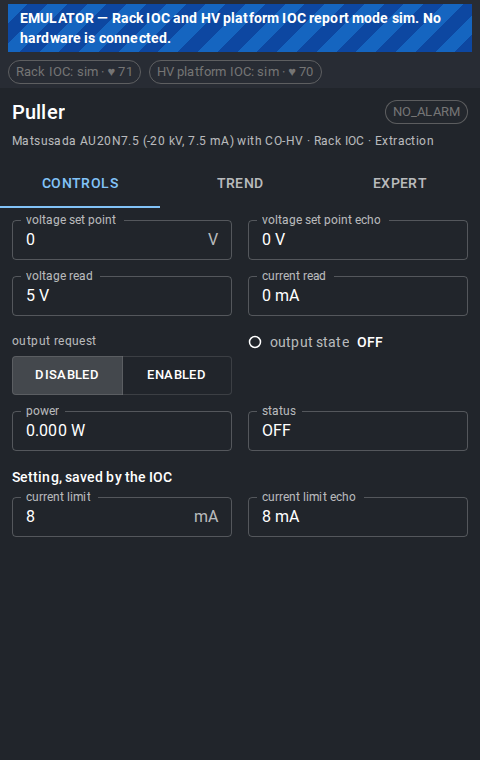 EMULATOR — Rack IOC and HV platform IOC report mode sim. No
hardware is connected.
Rack IOC: sim · ♥ 71
HV platform IOC: sim · ♥ 70
Puller
NO_ALARM
Matsusada AU20N7.5 (-20 kV, 7.5 mA) with CO-HV · Rack IOC · Extraction
CONTROLS
TREND
EXPERT
voltage set point
0 V
voltage set point echo
0 V
voltage read
5 V
current read
0 mA
output request
DISABLED
ENABLED
output state OFF
power
0.000 W
status
OFF
Setting, saved by the IOC
current limit
8 mA
current limit echo
8 mA